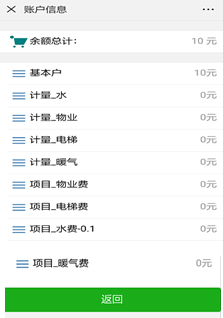 账户信息
余额总计： 10 元
基本户 10元
计量_水 0元
计量_物业 0元
计量_电梯 0元
计量_暖气 0元
项目_物业费 0元
项目_电梯费 0元
项目_水费-0.1 0元
项目_暖气费 0元
返回